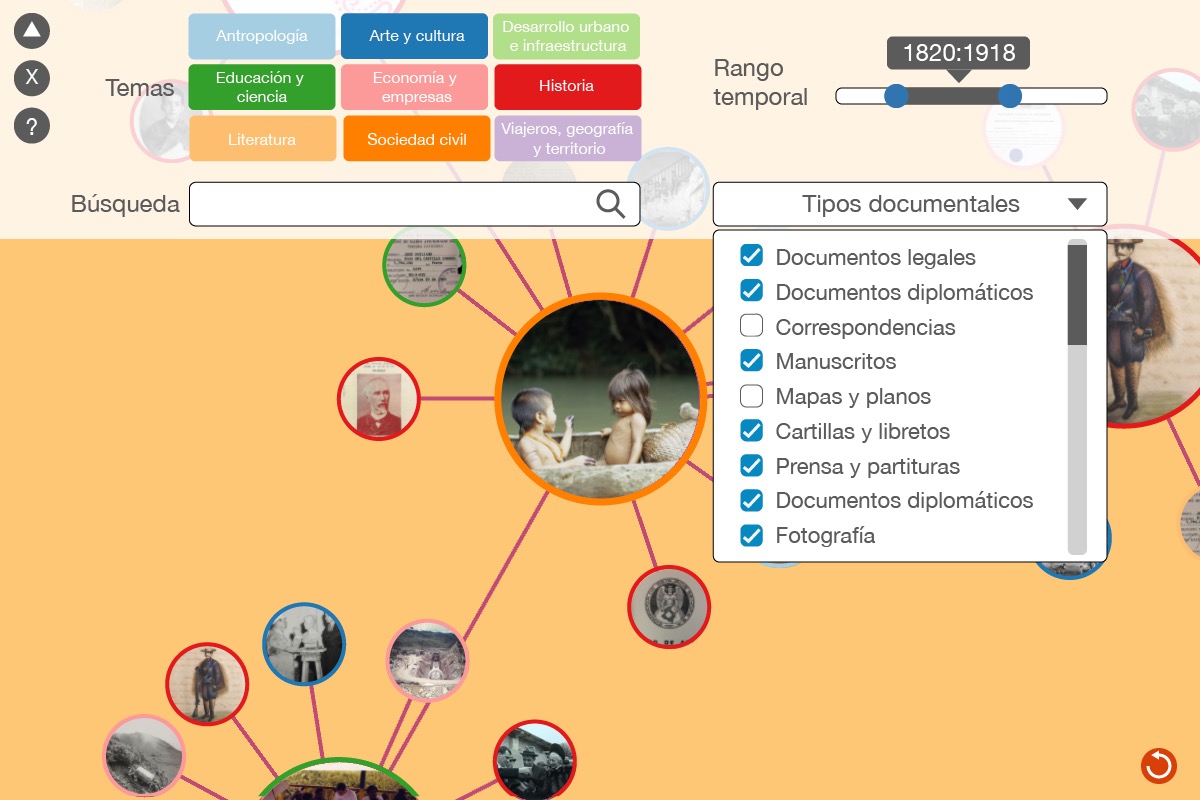 Antropología
Arte y cultura
Desarrollo urbano
e infraestructura
Temas
Educación y
ciencia
Economía y
empresas
Historia
Literatura
Sociedad civil
Viajeros, geografía
y territorio
Rango
temporal
1820:1918
X
?
Búsqueda
Tipos documentales
Documentos legales
Documentos diplomáticos
Correspondencias
Manuscritos
Mapas y planos
Cartillas y libretos
Prensa y partituras
Documentos diplomáticos
Fotografía